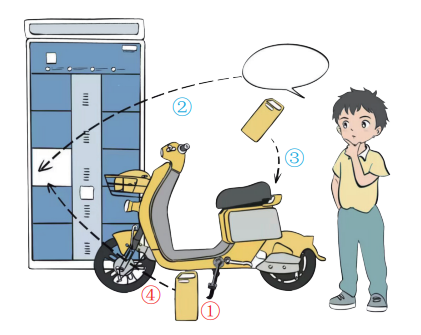 ②
③
④
①